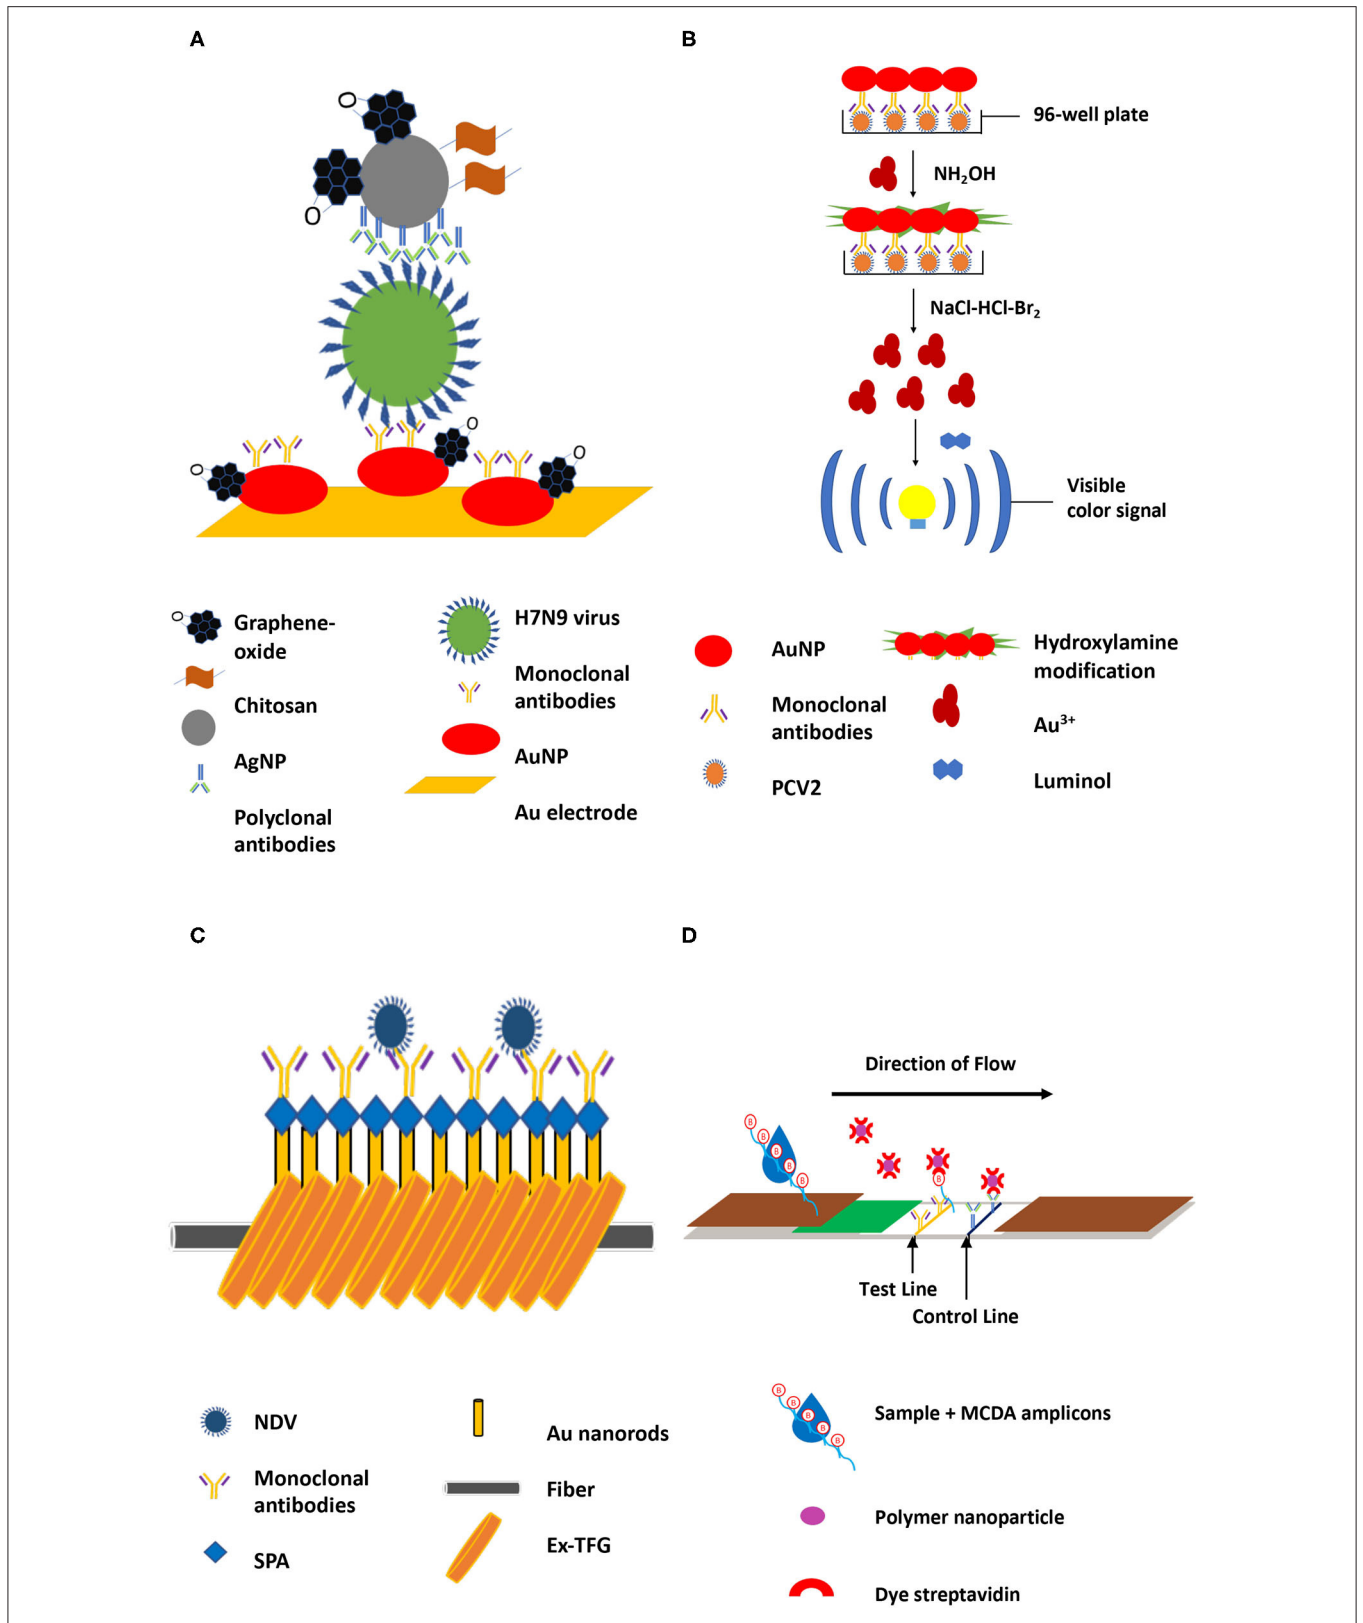 A
O
O
O
O
O
O
Graphene-
oxide
Chitosan
AgNP
Polyclonal
antibodies
H7N9 virus
Monoclonal
antibodies
AuNP
Au electrode
B
96-well plate
NH₂OH
NaCl-HCl-Br₂
Visible
color signal
AuNP
Monoclonal
antibodies
PCV2
Hydroxylamine
modification
Au³⁺
Luminol
C
NDV
Monoclonal
antibodies
SPA
Au nanorods
Fiber
Ex-TFG
D
Direction of Flow
B
B
B
B
B
B
Test Line
Control Line
B
B
B
B
B
Sample + MCDA amplicons
Polymer nanoparticle
Dye streptavidin